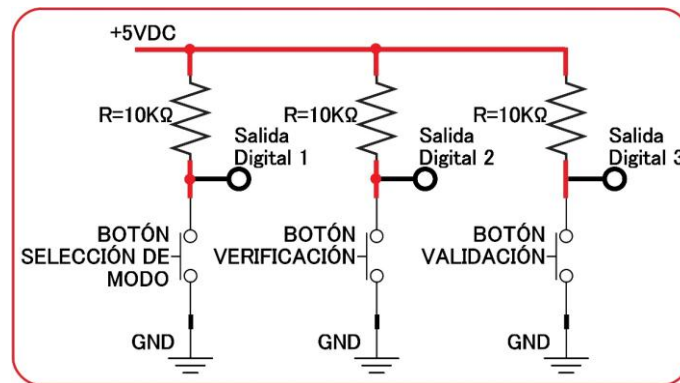 +5VDC
R=10KΩ
R=10KΩ
R=10KΩ
Salida
Digital 1
Salida
Digital 2
Salida
Digital 3
BOTÓN
SELECCIÓN DE
MODO
BOTÓN
VERIFICACIÓN
BOTÓN
VALIDACIÓN
GND
GND
GND